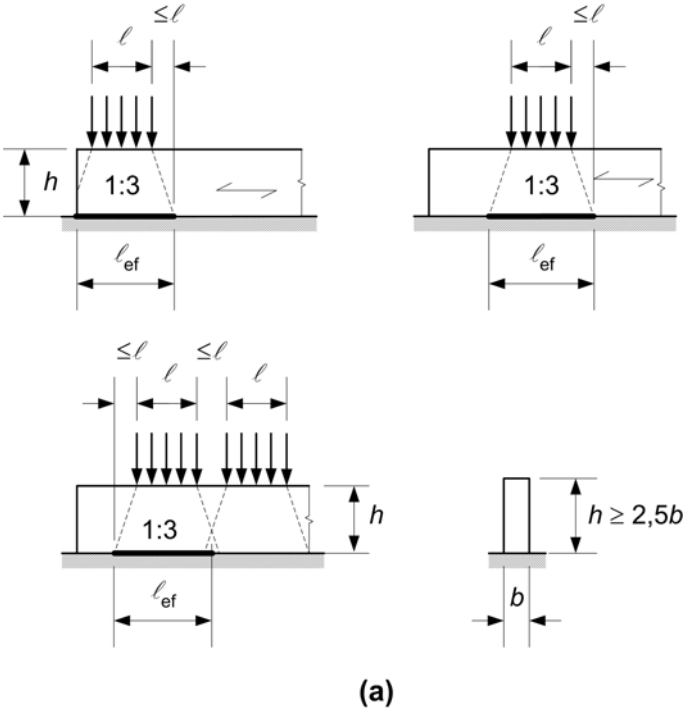 ≤ℓ
ℓ
h
1:3
ℓef
≤ℓ
ℓ
1:3
ℓef
≤ℓ ≤ℓ
ℓ ℓ
1:3
h
ℓef
h ≥ 2,5b
b
(a)